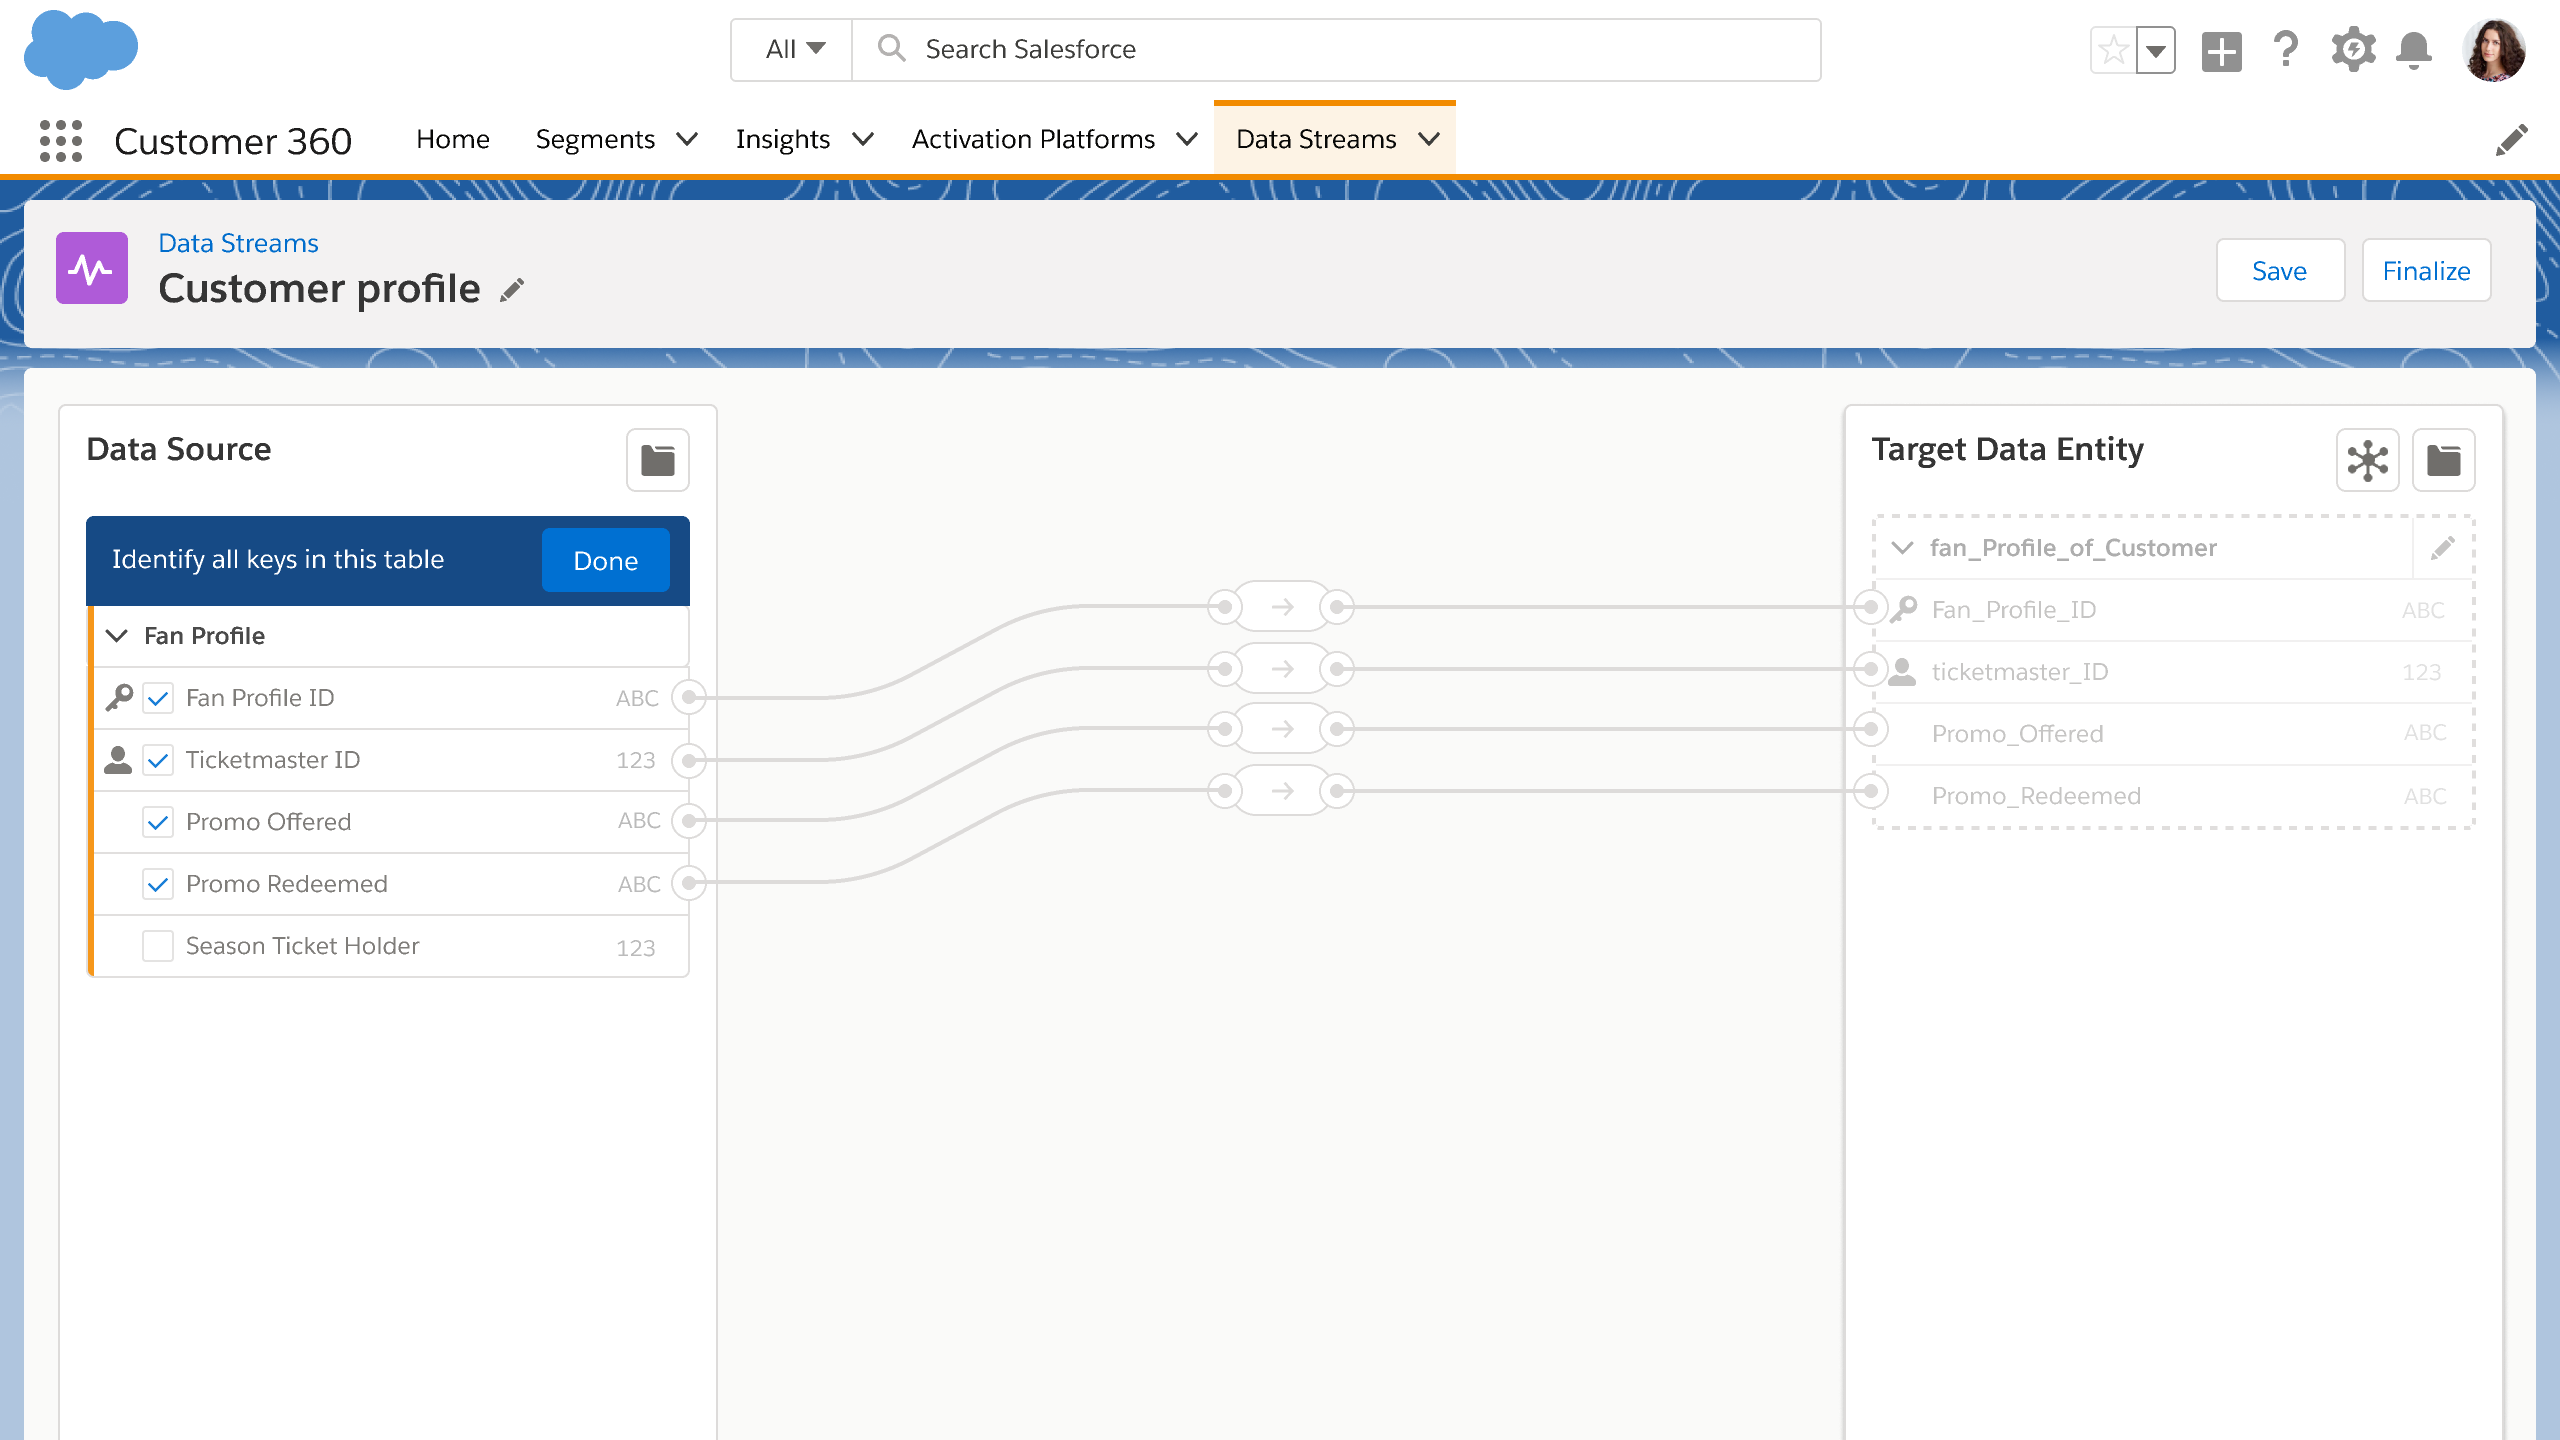 All
Search Salesforce
Customer 360
Home
Segments
Insights
Activation Platforms
Data Streams
Data Streams
Customer profile
Save
Finalize
Data Source
Identify all keys in this table
Done
Fan Profile
Fan Profile ID ABC
Ticketmaster ID 123
Promo Offered ABC
Promo Redeemed ABC
Season Ticket Holder 123
Target Data Entity
fan_Profile_of_Customer
Fan_Profile_ID ABC
ticketmaster_ID 123
Promo_Offered ABC
Promo_Redeemed ABC